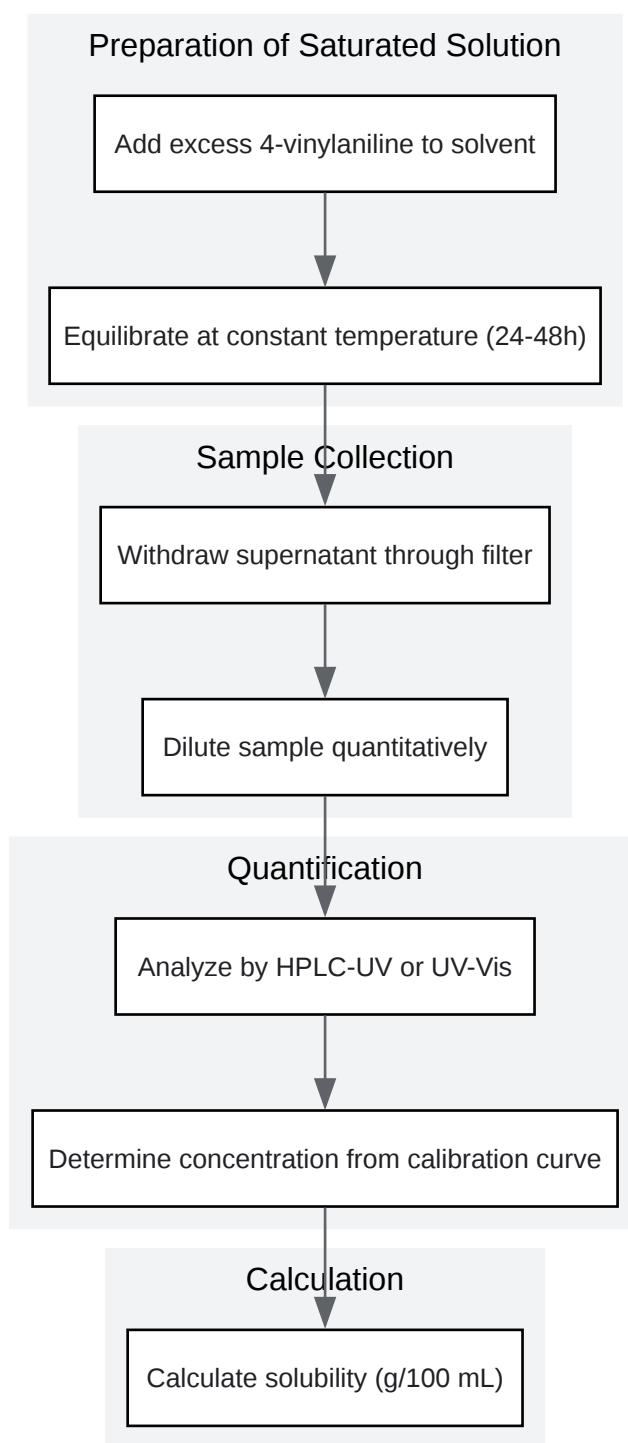 Preparation of Saturated Solution
Add excess 4-vinylaniline to solvent
Equilibrate at constant temperature (24-48h)
Sample Collection
Withdraw supernatant through filter
Dilute sample quantitatively
Quantification
Analyze by HPLC-UV or UV-Vis
Determine concentration from calibration curve
Calculation
Calculate solubility (g/100 mL)